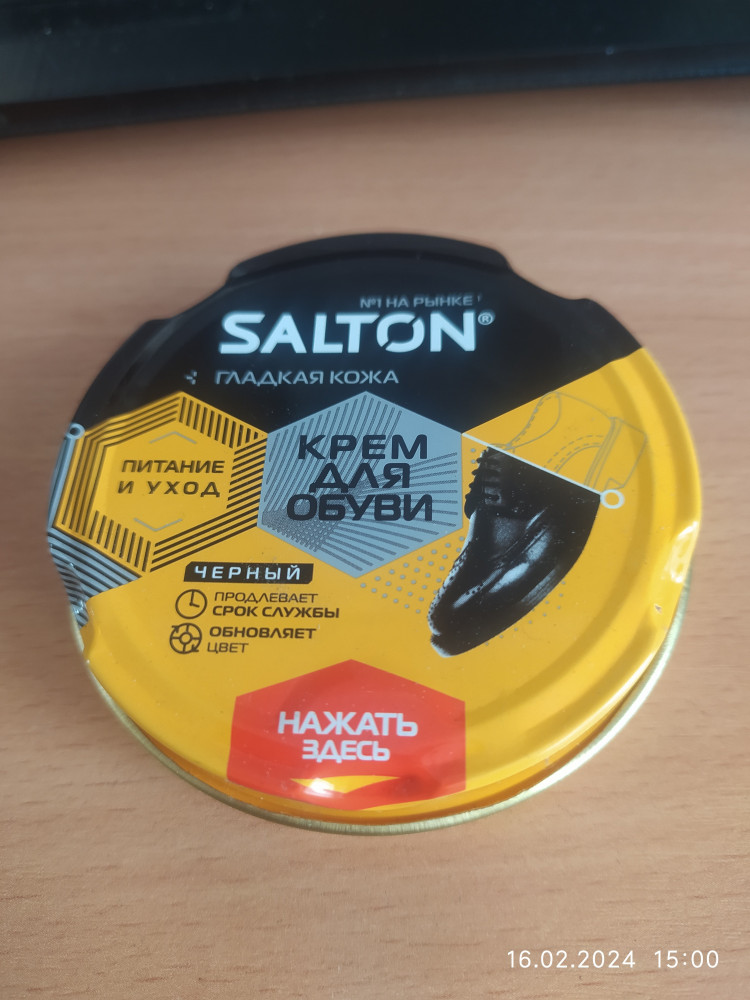 №1 НА РЫНКЕ
SALTON®
ГЛАДКАЯ КОЖА
ПИТАНИЕ
И УХОД
КРЕМ
ДЛЯ
ОБУВИ
ЧЕРНЫЙ
ПРОДЛЕВАЕТ
СРОК СЛУЖБЫ
ОБНОВЛЯЕТ
ЦВЕТ
НАЖАТЬ
ЗДЕСЬ
16.02.2024 15:00